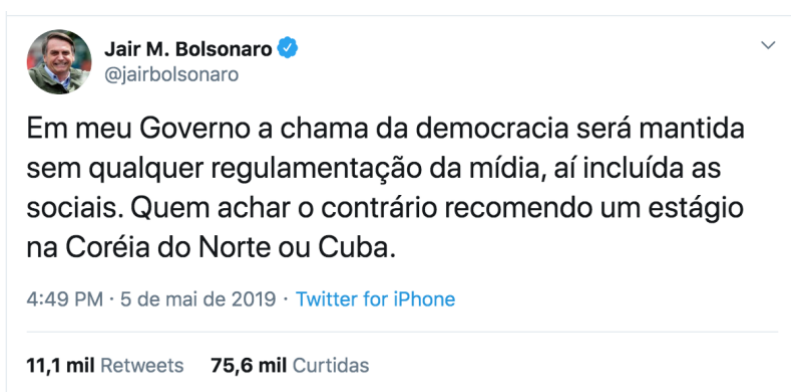 Jair M. Bolsonaro
@jairbolsonaro
Em meu Governo a chama da democracia será mantida
sem qualquer regulamentação da mídia, aí incluída as
sociais. Quem achar o contrário recomendo um estágio
na Coréia do Norte ou Cuba.
4:49 PM · 5 de mai de 2019 · Twitter for iPhone
11,1 mil Retweets 75,6 mil Curtidas